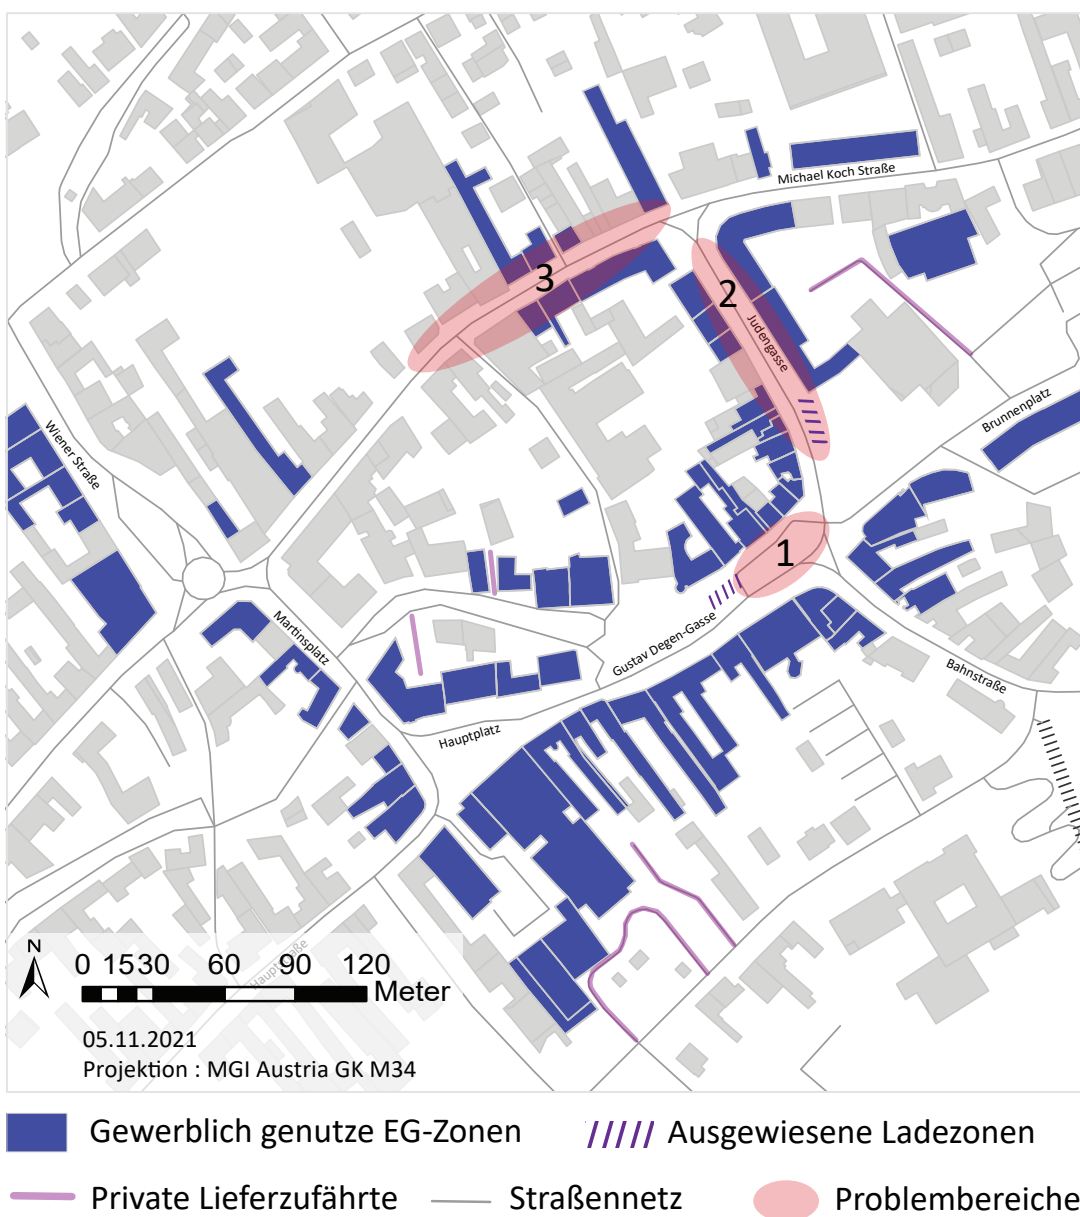 Michael Koch Straße
3
2
Judengasse
Brunnenplatz
Wiener Straße
1
Martinsplatz
Gustav Degen-Gasse
Bahnstraße
Hauptplatz
Hauptstraße
N
0 15 30 60 90 120
Meter
05.11.2021
Projektion : MGI Austria GK M34
Gewerblich genutze EG-Zonen
Ausgewiesene Ladezonen
Private Lieferzufährte
Straßennetz
Problembereiche